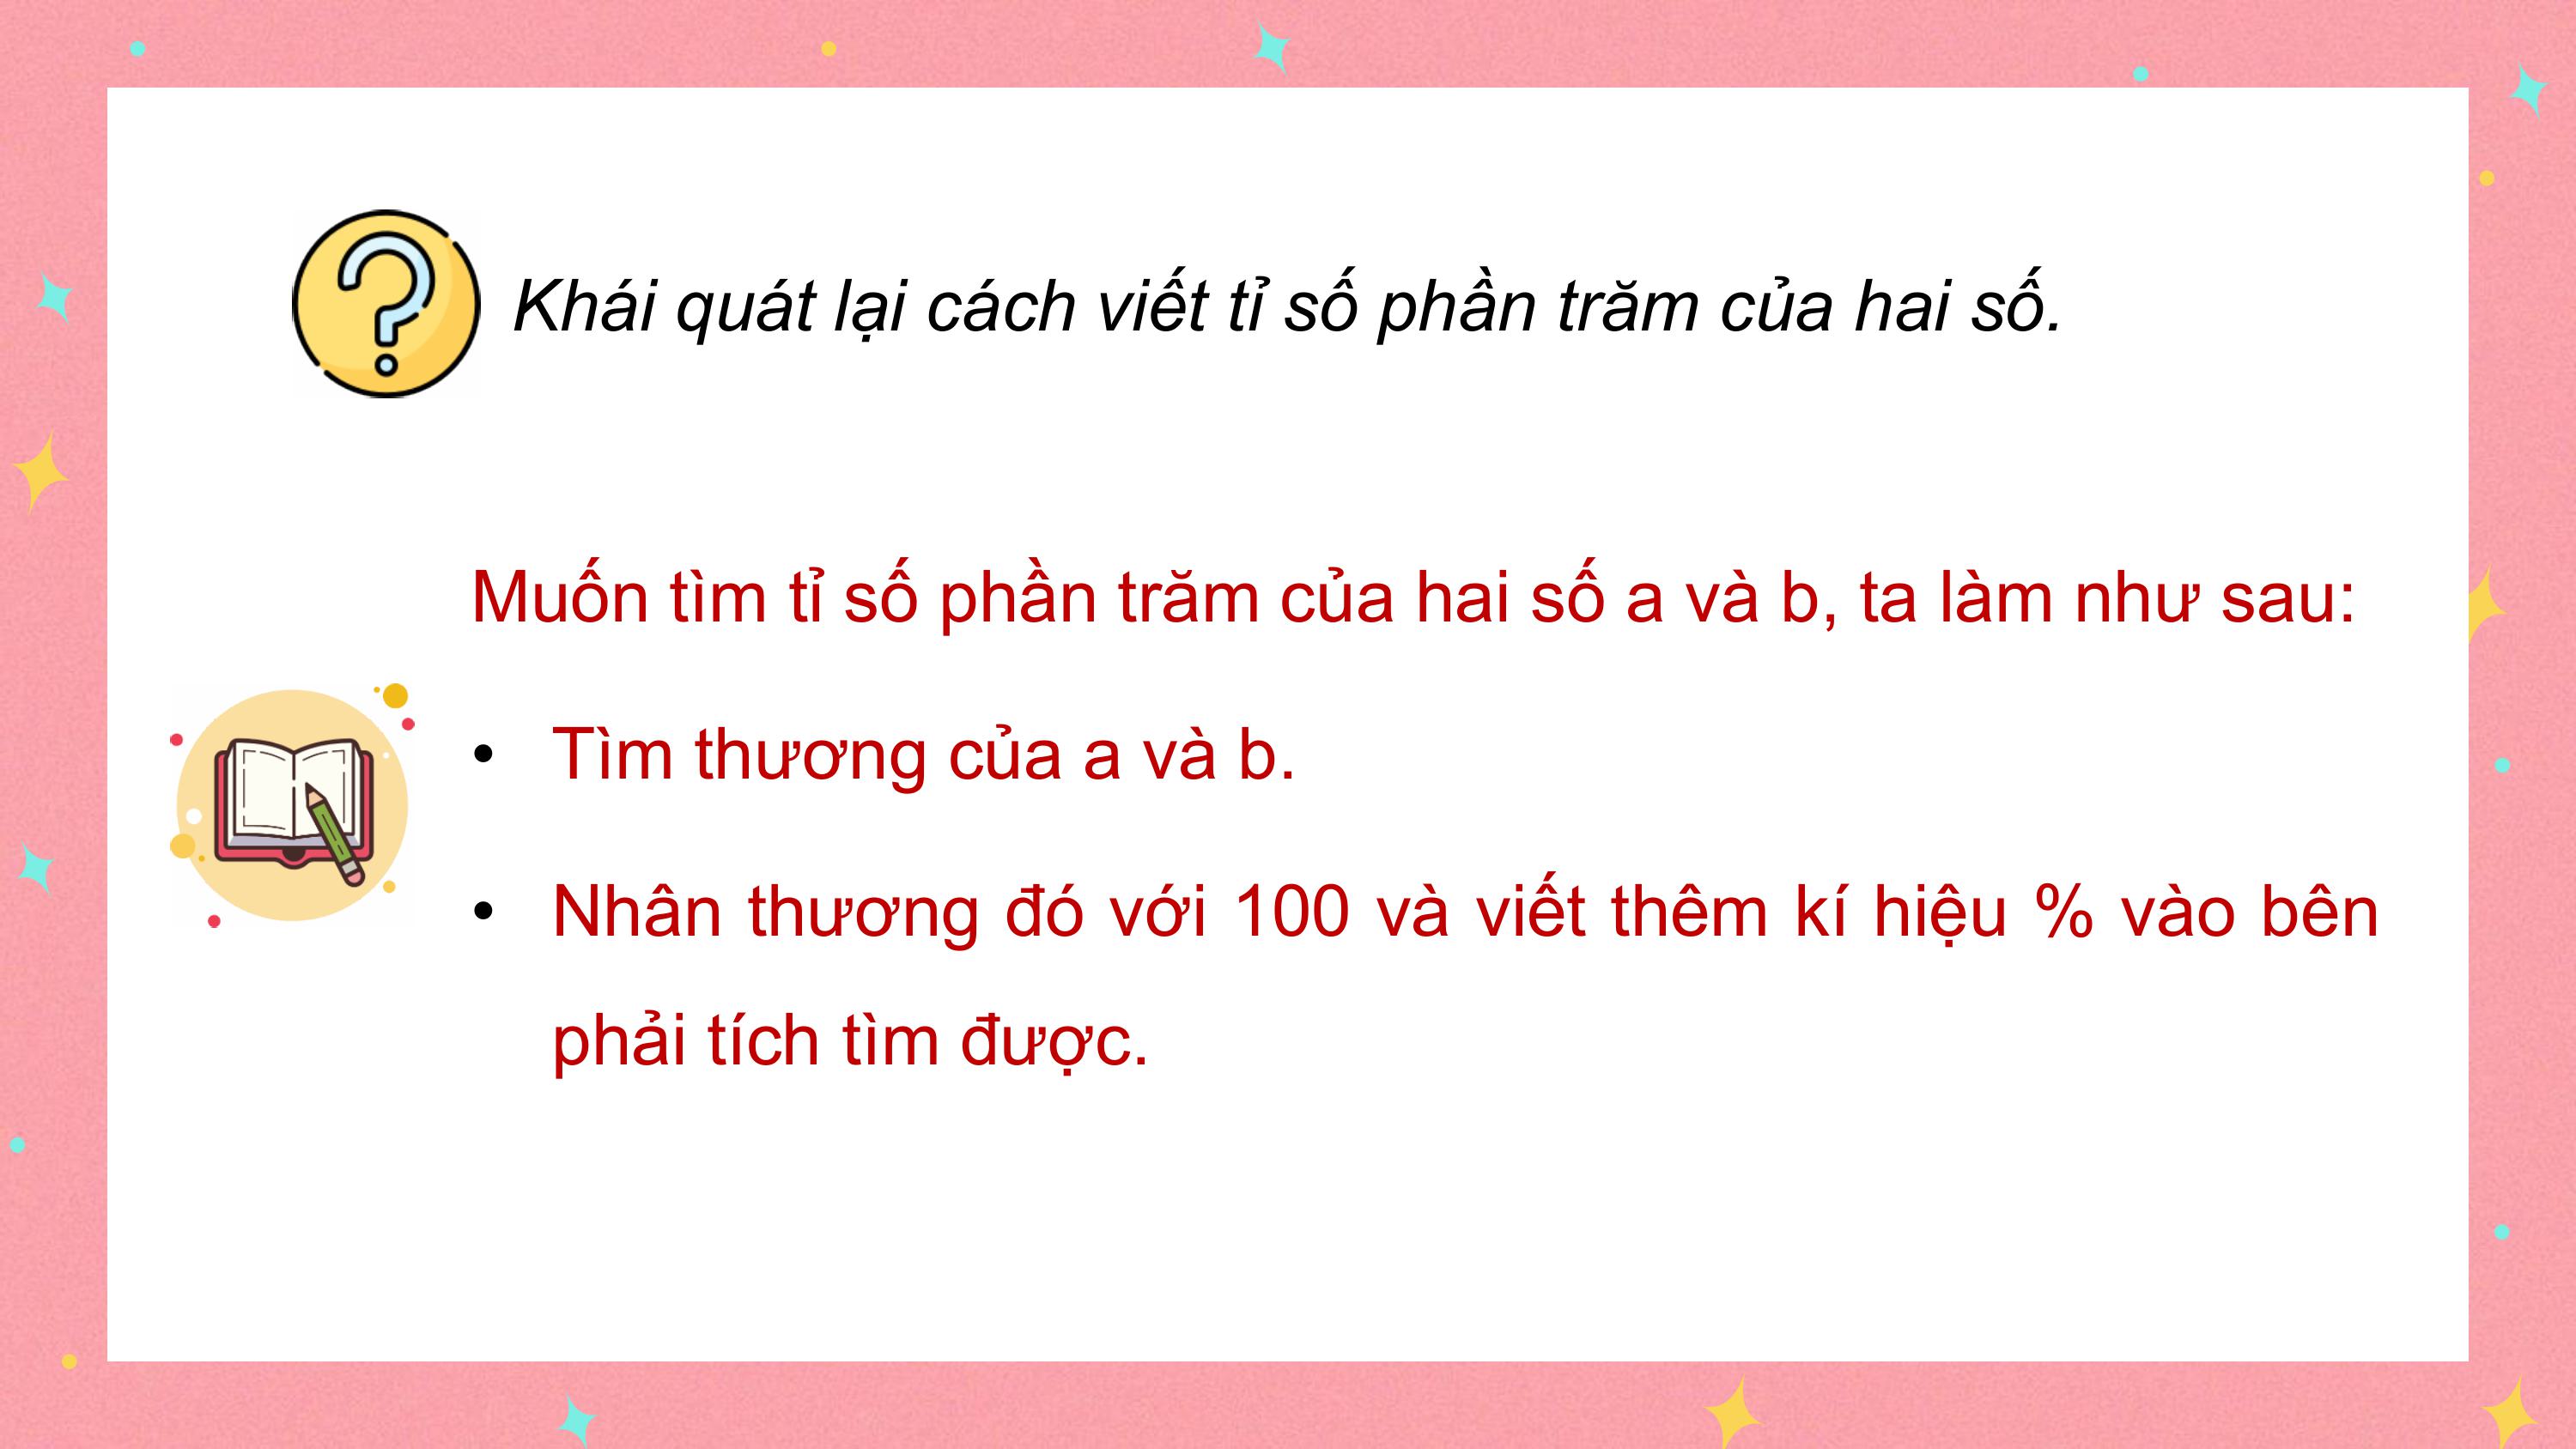 Khái quát lại cách viết tỉ số phần trăm của hai số.
Muốn tìm tỉ số phần trăm của hai số a và b, ta làm như sau:
• Tìm thương của a và b.
• Nhân thương đó với 100 và viết thêm kí hiệu % vào bên
phải tích tìm được.